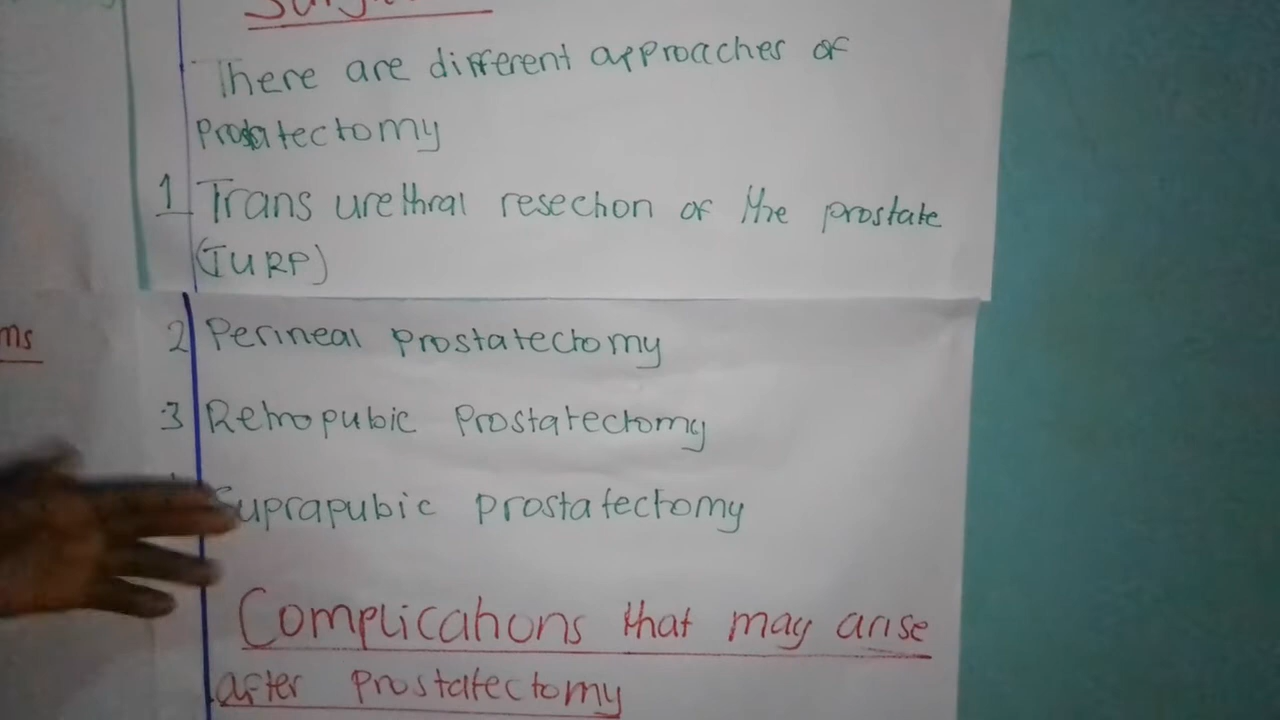 There are different approaches of
Prostatectomy
1 Trans urethral resection of the prostate
(TURP)
2 Perineal prostatectomy
3 Retropubic Prostatectomy
Suprapubic prostatectomy
Complications that may arise
after prostatectomy